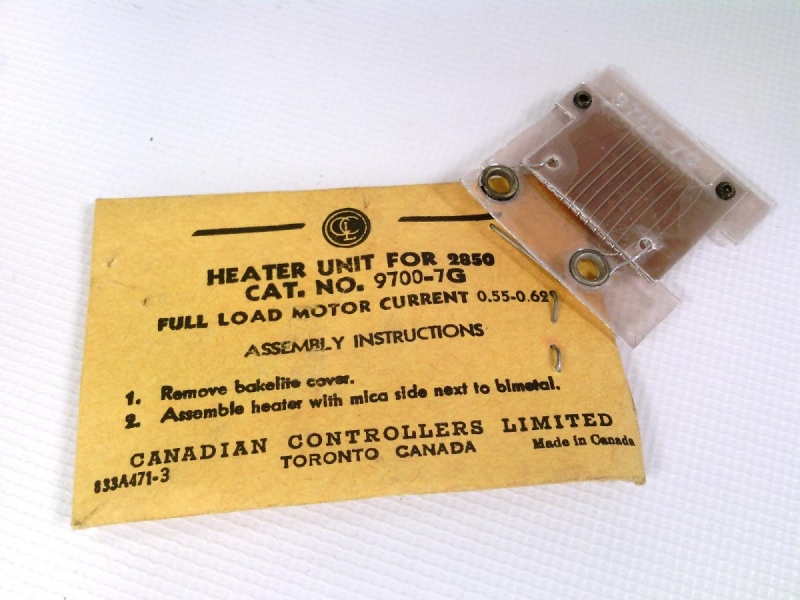 CCL
HEATER UNIT FOR 2850
CAT. NO. 9700-7G
FULL LOAD MOTOR CURRENT 0.55-0.629
ASSEMBLY INSTRUCTIONS
1. Remove bakelite cover.
2. Assemble heater with mica side next to bimetal.
CANADIAN CONTROLLERS LIMITED
TORONTO CANADA
Made in Canada
833A471-3